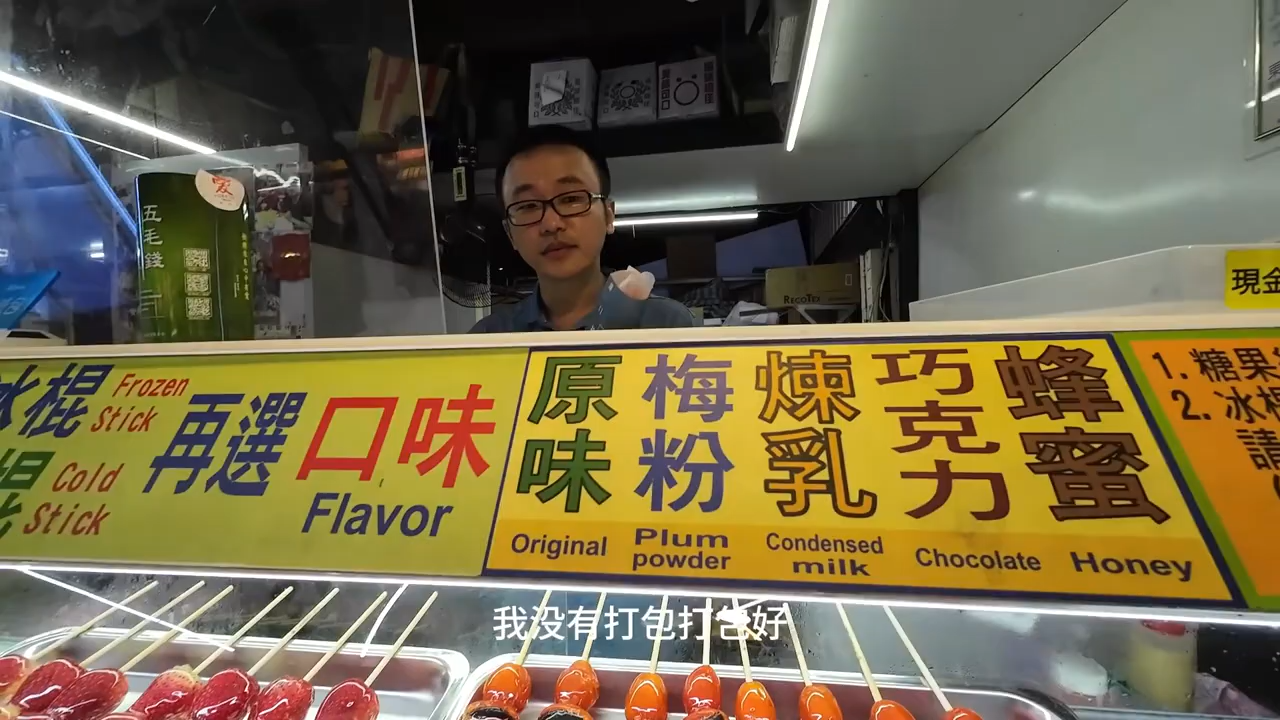 五毛錢
RECOTEX
現金
冰棍 Frozen Stick
Cold Stick
再選 口味
Flavor
原味
Original
梅粉
Plum powder
煉乳
Condensed milk
巧克力
Chocolate
蜂蜜
Honey
1. 糖果
2. 冰
請
我没有打包打包好